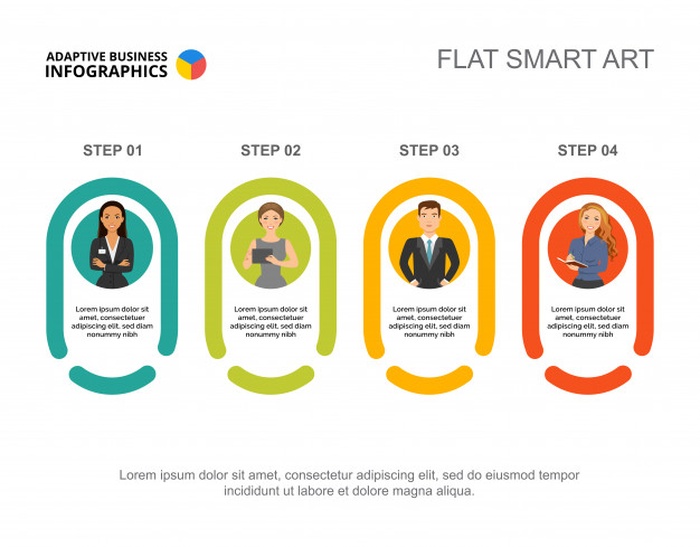 ADAPTIVE BUSINESS
INFOGRAPHICS
FLAT SMART ART
STEP 01
STEP 02
STEP 03
STEP 04
Lorem ipsum dolor sit
amet, consectetuer
adipiscing elit, sed diam
nonummy nibh
Lorem ipsum dolor sit
amet, consectetuer
adipiscing elit, sed diam
nonummy nibh
Lorem ipsum dolor sit
amet, consectetuer
adipiscing elit, sed diam
nonummy nibh
Lorem ipsum dolor sit
amet, consectetuer
adipiscing elit, sed diam
nonummy nibh
Lorem ipsum dolor sit amet, consectetur adipiscing elit, sed do eiusmod tempor
incididunt ut labore et dolore magna aliqua.